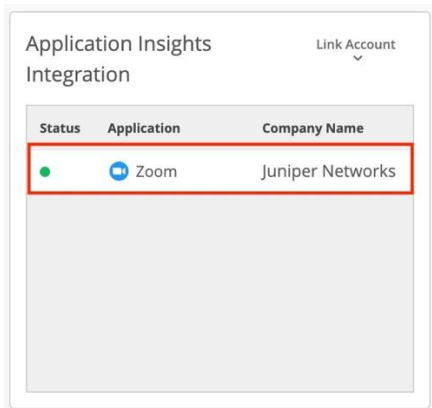 Application Insights Link Account
Integration
Status Application Company Name
Zoom Juniper Networks